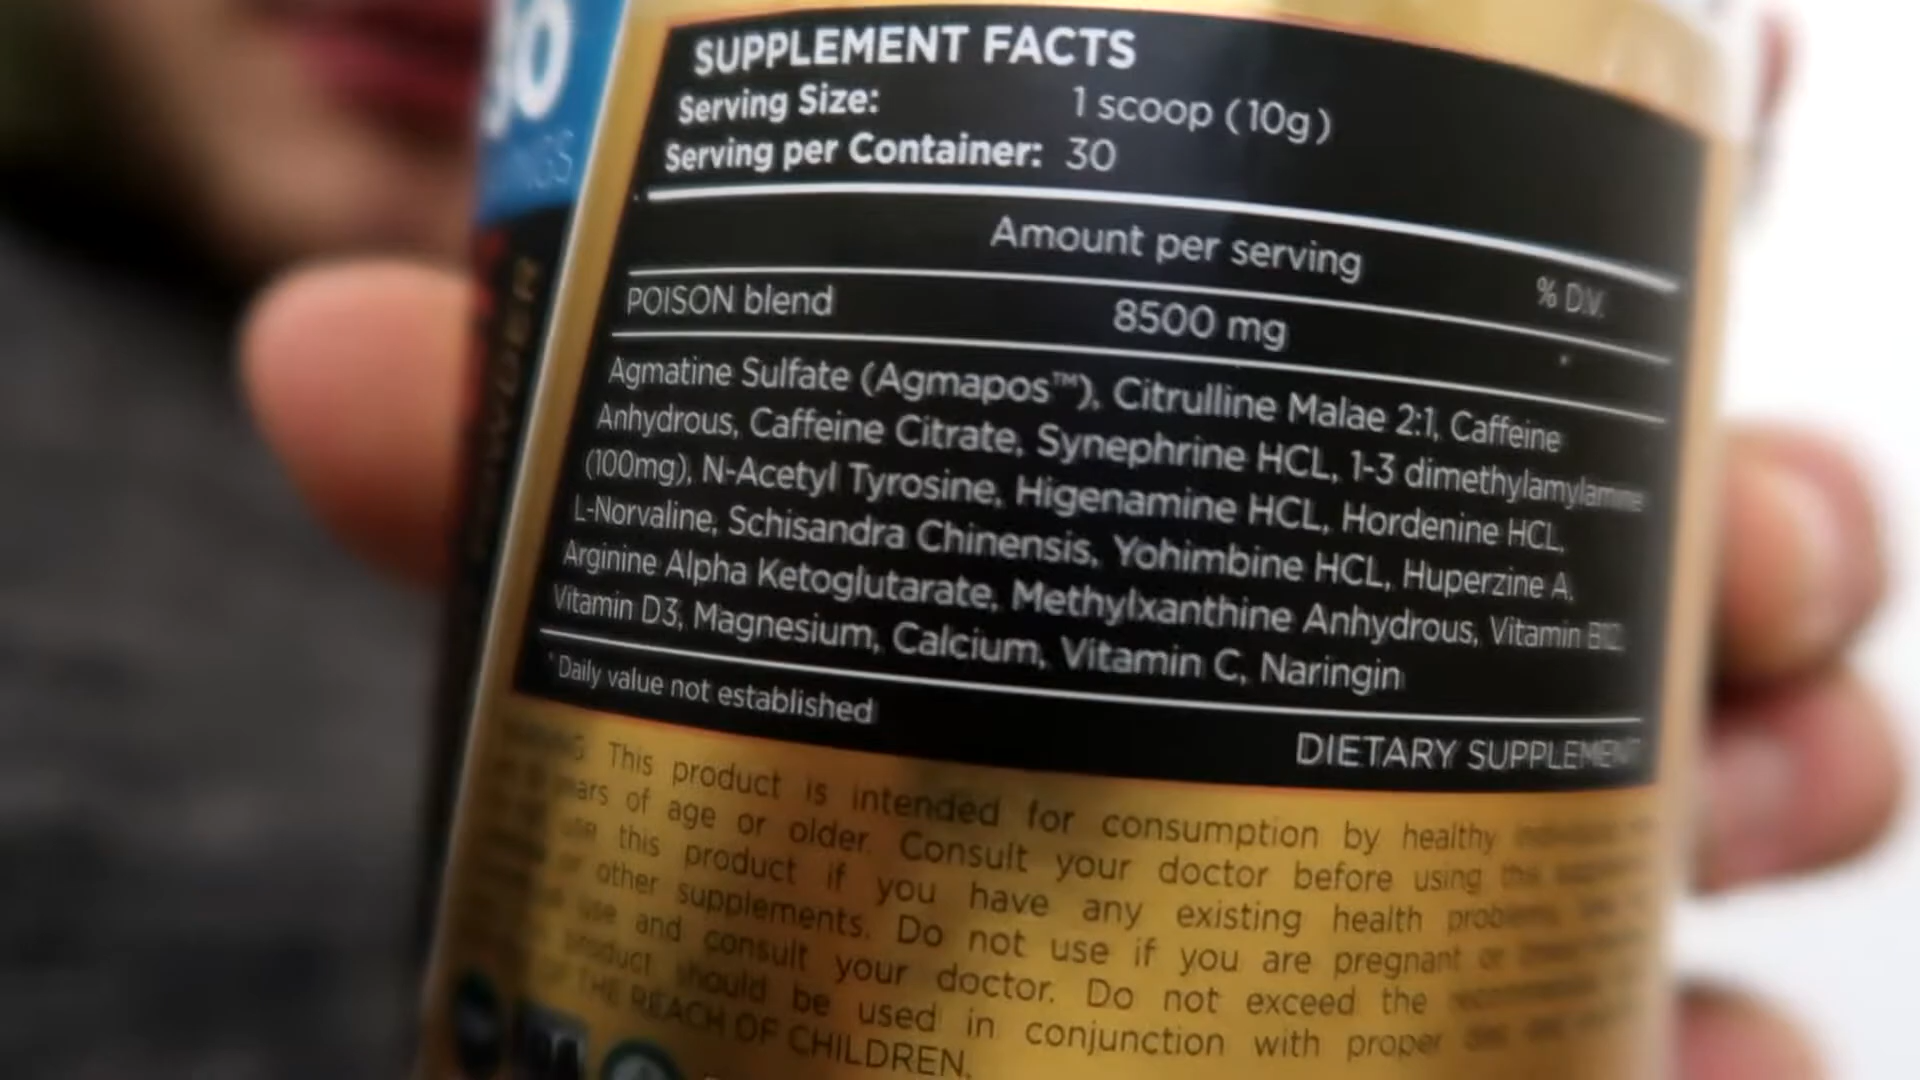 SUPPLEMENT FACTS
Serving Size: 1 scoop (10g)
Serving per Container: 30
Amount per serving
% D.V.
POISON blend 8500 mg *
Agmatine Sulfate (Agmapos™), Citrulline Malae 2:1, Caffeine
Anhydrous, Caffeine Citrate, Synephrine HCL, 1-3 dimethylamylamine
(100mg), N-Acetyl Tyrosine, Higenamine HCL, Hordenine HCL,
L-Norvaline, Schisandra Chinensis, Yohimbine HCL, Huperzine A,
Arginine Alpha Ketoglutarate, Methylxanthine Anhydrous, Vitamin B12,
Vitamin D3, Magnesium, Calcium, Vitamin C, Naringin
* Daily value not established
DIETARY SUPPLEMENT
This product is intended for consumption by healthy
of age or older. Consult your doctor before using this
use this product if you have any existing health
or other supplements. Do not use if you are pregnant or
use and consult your doctor. Do not exceed the
product should be used in conjunction with proper
OF THE REACH OF CHILDREN.